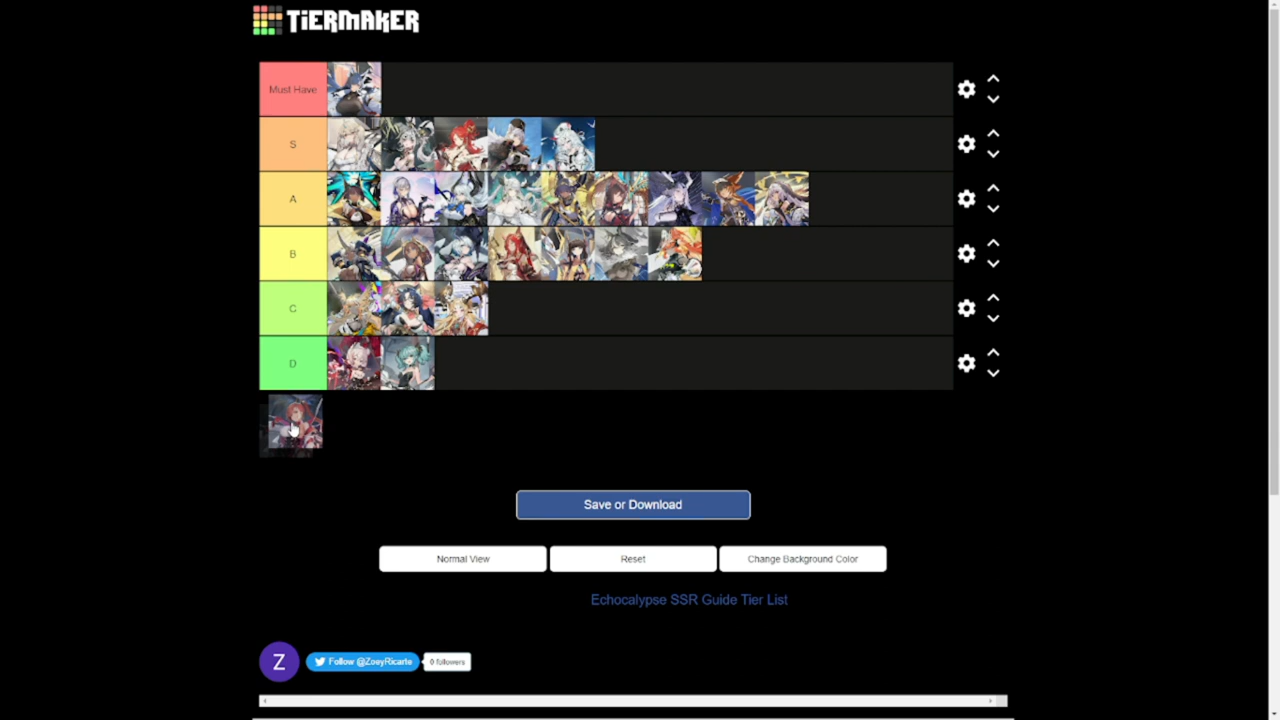 TiERMAKER
Must Have
S
A
B
C
D
Save or Download
Normal View
Reset
Change Background Color
Echocalypse SSR Guide Tier List
Z
Follow @ZoeyRicarte
0 followers